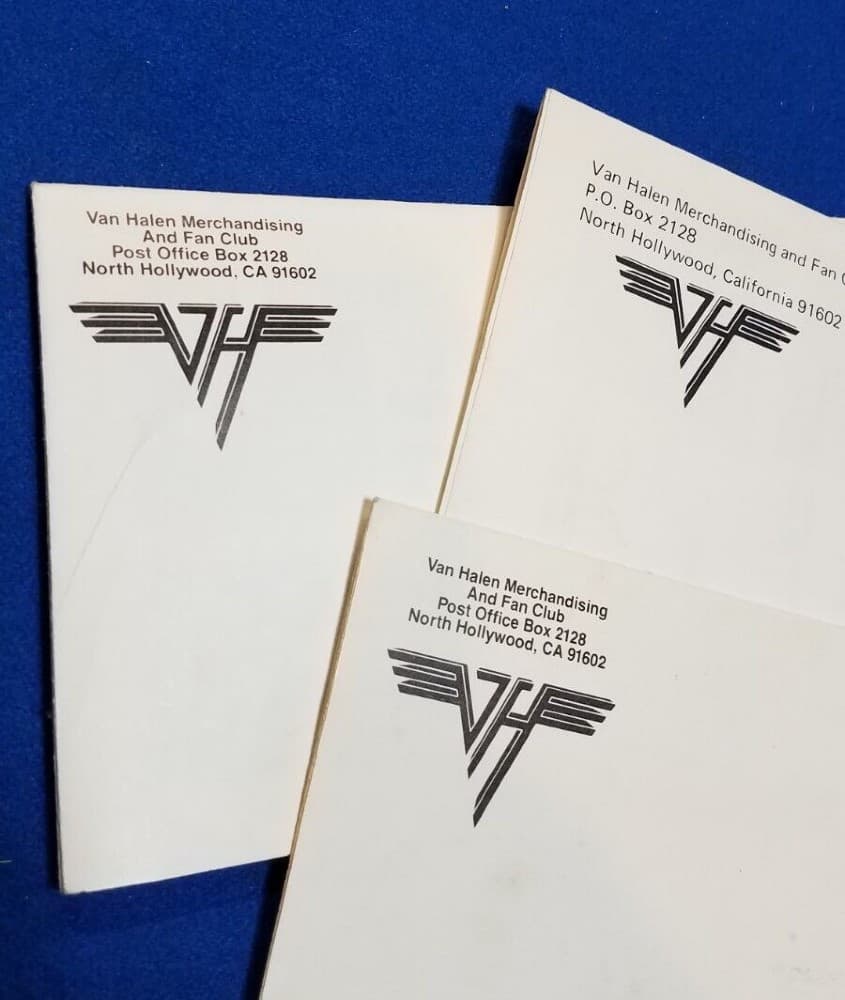 Van Halen Merchandising
And Fan Club
Post Office Box 2128
North Hollywood, CA 91602
VH
Van Halen Merchandising and Fan
P.O. Box 2128
North Hollywood, California 91602
VH
Van Halen Merchandising
And Fan Club
Post Office Box 2128
North Hollywood, CA 91602
VH